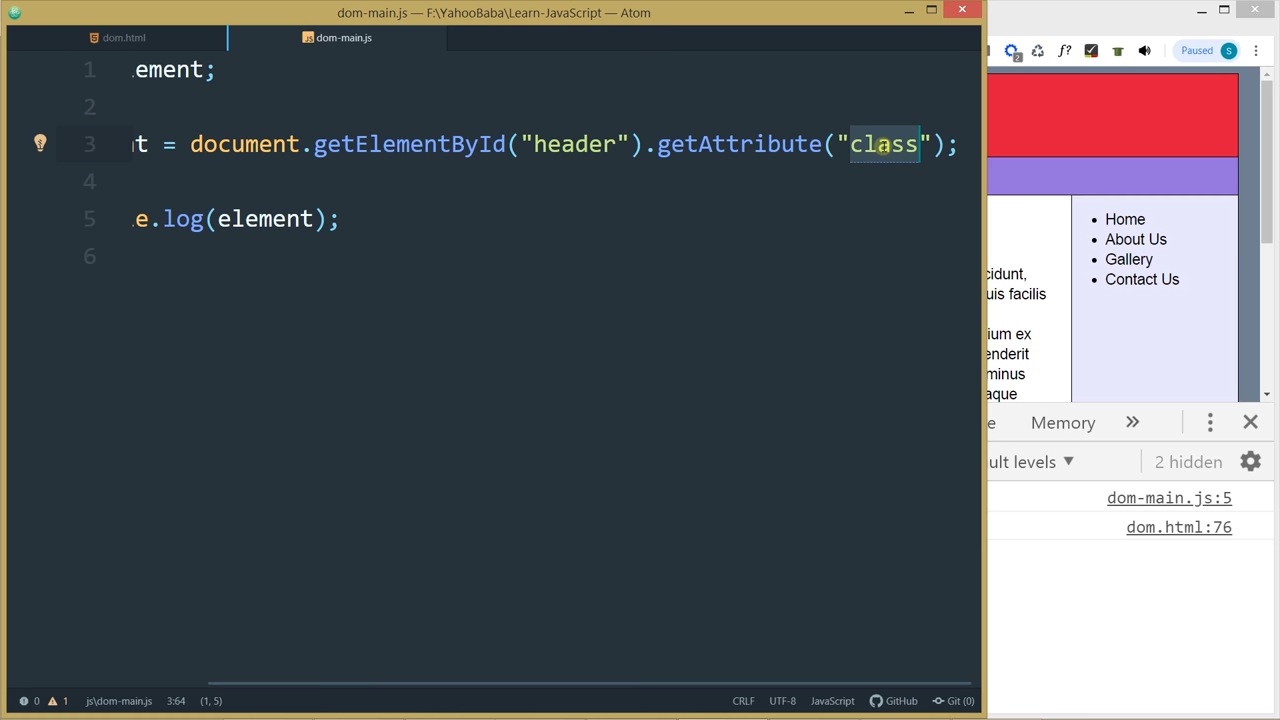 dom-main.js — F:\YahooBaba\Learn-JavaScript — Atom
dom.html
dom-main.js
1 ement;
2
3 t = document.getElementById("header").getAttribute("class");
4
5 e.log(element);
6
0 1 js\dom-main.js 3:64 (1, 5) CRLF UTF-8 JavaScript GitHub Git (0)
2 f? Paused S
Home
About Us
Gallery
Contact Us
cidunt,
uis facilis
ium ex
enderit
minus
aque
e Memory »
ult levels ▼ 2 hidden
dom-main.js:5
dom.html:76